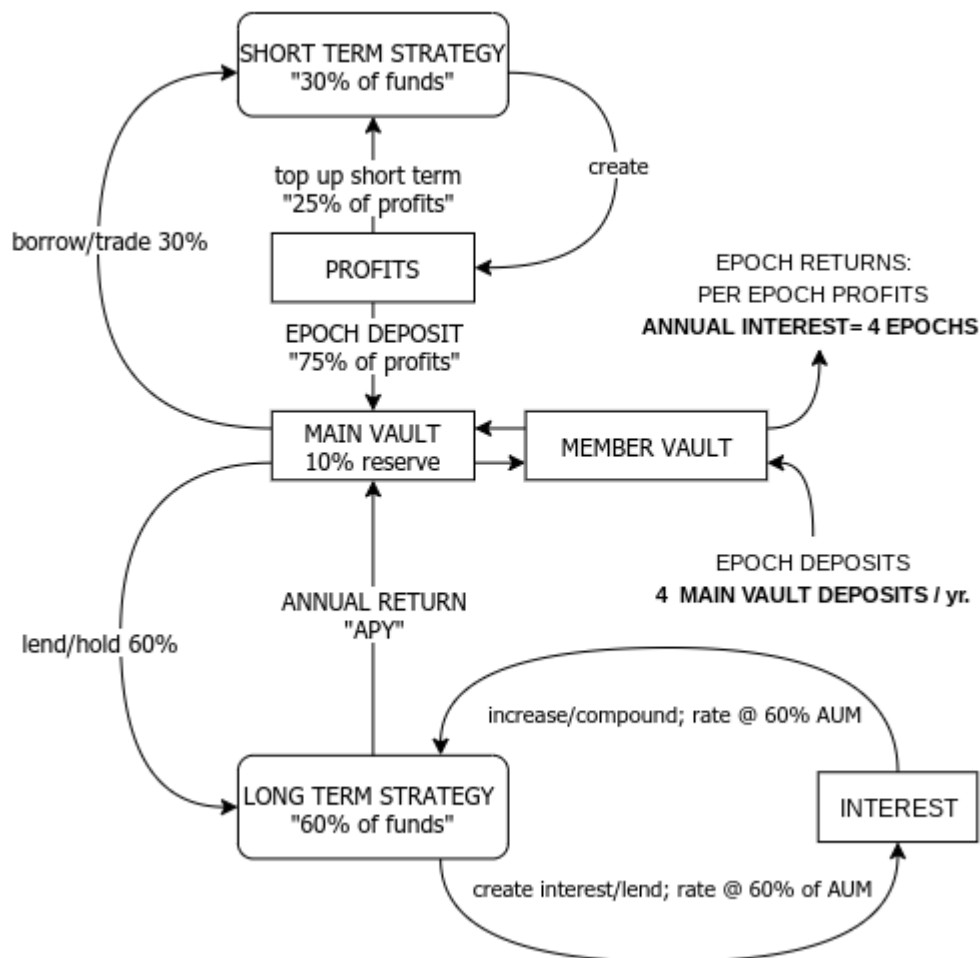 SHORT TERM STRATEGY
"30% of funds"
create
top up short term
"25% of profits"
borrow/trade 30%
PROFITS
EPOCH RETURNS:
PER EPOCH PROFITS
ANNUAL INTEREST= 4 EPOCHS
EPOCH DEPOSIT
"75% of profits"
MAIN VAULT
10% reserve
MEMBER VAULT
EPOCH DEPOSITS
4 MAIN VAULT DEPOSITS / yr.
ANNUAL RETURN
"APY"
lend/hold 60%
increase/compound; rate @ 60% AUM
LONG TERM STRATEGY
"60% of funds"
INTEREST
create interest/lend; rate @ 60% of AUM